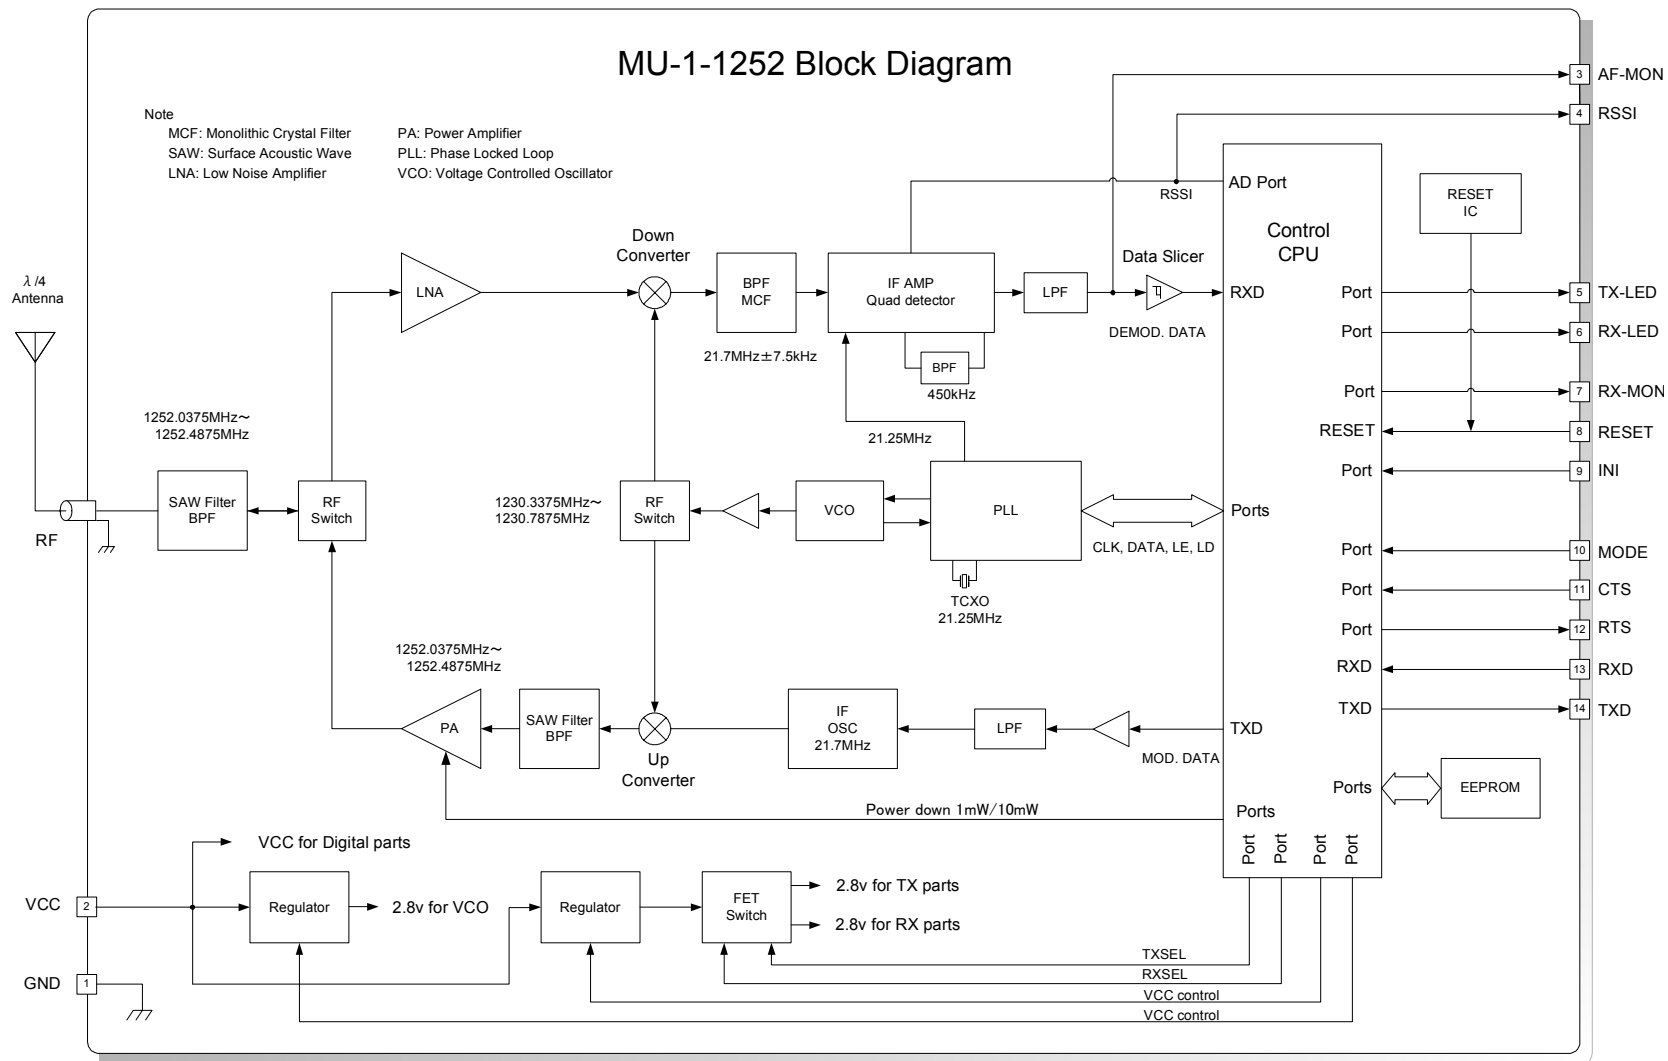 MU-1-1252 Block Diagram
Note
MCF: Monolithic Crystal Filter
SAW: Surface Acoustic Wave
LNA: Low Noise Amplifier
PA: Power Amplifier
PLL: Phase Locked Loop
VCO: Voltage Controlled Oscillator
λ/4
Antenna
RF
1252.0375MHz～
1252.4875MHz
SAW Filter
BPF
RF
Switch
LNA
Down
Converter
BPF
MCF
21.7MHz±7.5kHz
IF AMP
Quad detector
BPF
450kHz
LPF
Data Slicer
DEMOD. DATA
RSSI
21.25MHz
1230.3375MHz～
1230.7875MHz
RF
Switch
VCO
PLL
TCXO
21.25MHz
CLK, DATA, LE, LD
1252.0375MHz～
1252.4875MHz
PA
SAW Filter
BPF
Up
Converter
IF
OSC
21.7MHz
LPF
MOD. DATA
Power down 1mW/10mW
Control
CPU
AD Port
RXD
Ports
TXD
Ports
Port
Port
Port
RESET
Port
Port
Port
Port
RXD
TXD
Ports
Port
Port
Port
Port
RESET
IC
EEPROM
3 AF-MON
4 RSSI
5 TX-LED
6 RX-LED
7 RX-MON
8 RESET
9 INI
10 MODE
11 CTS
12 RTS
13 RXD
14 TXD
VCC 2
GND 1
VCC for Digital parts
Regulator
2.8v for VCO
Regulator
FET
Switch
2.8v for TX parts
2.8v for RX parts
TXSEL
RXSEL
VCC control
VCC control